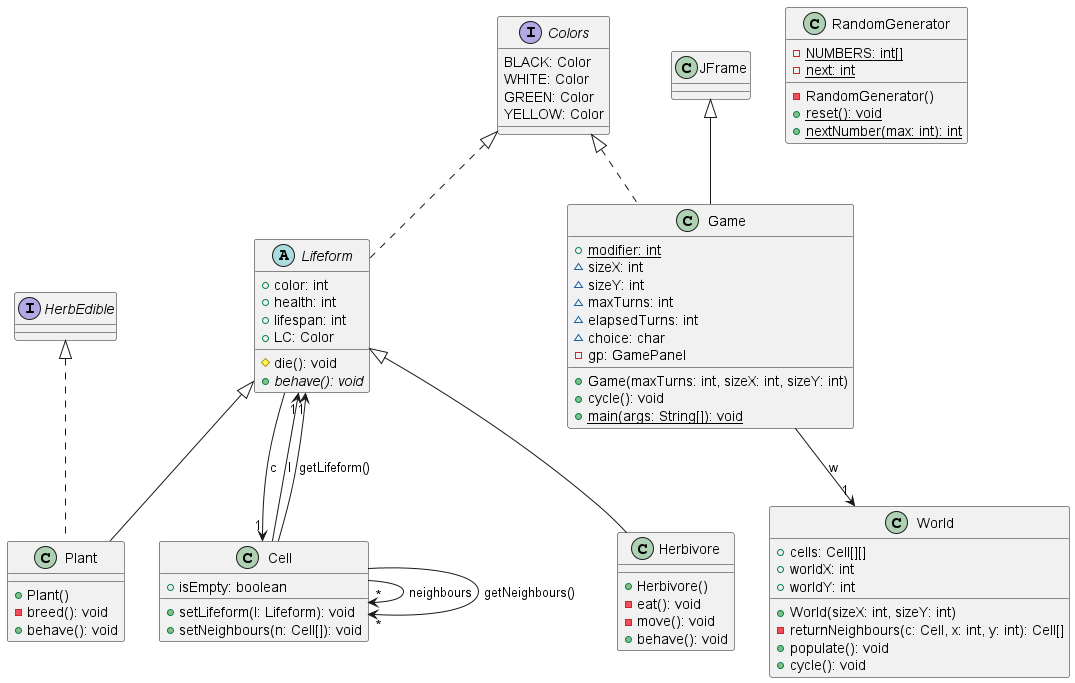 I Colors
BLACK: Color
WHITE: Color
GREEN: Color
YELLOW: Color
C JFrame
C RandomGenerator
NUMBERS: int[]
next: int
RandomGenerator()
reset(): void
nextNumber(max: int): int
I HerbEdible
A Lifeform
color: int
health: int
lifespan: int
LC: Color
die(): void
behave(): void
C Game
modifier: int
sizeX: int
sizeY: int
maxTurns: int
elapsedTurns: int
choice: char
gp: GamePanel
Game(maxTurns: int, sizeX: int, sizeY: int)
cycle(): void
main(args: String[]): void
1
1
c
l
getLifeform()
1
w
1
C Plant
Plant()
breed(): void
behave(): void
C Cell
isEmpty: boolean
setLifeform(l: Lifeform): void
setNeighbours(n: Cell[]): void
*
neighbours
getNeighbours()
*
C Herbivore
Herbivore()
eat(): void
move(): void
behave(): void
C World
cells: Cell[][]
worldX: int
worldY: int
World(sizeX: int, sizeY: int)
returnNeighbours(c: Cell, x: int, y: int): Cell[]
populate(): void
cycle(): void